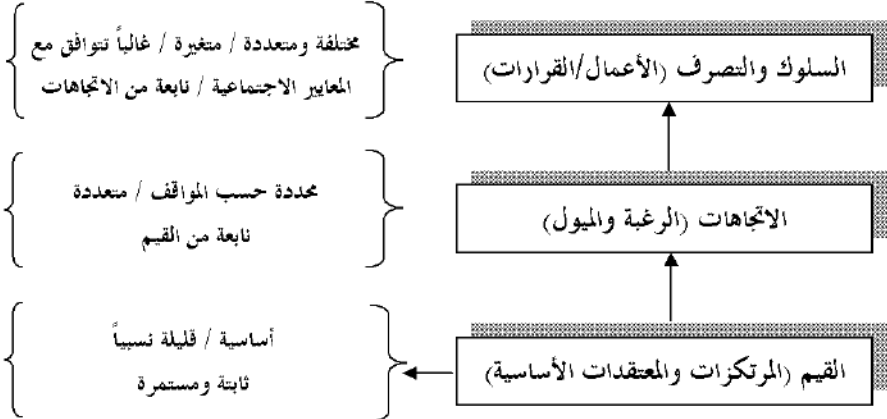 السلوك والتصرف (الأعمال/القرارات)
مختلفة ومتعددة / متغيرة / غالباً تتوافق مع
المعايير الاجتماعية / نابعة من الاتجاهات
الاتجاهات (الرغبة والميول)
محددة حسب المواقف / متعددة
نابعة من القيم
القيم (المرتكزات والمعتقدات الأساسية)
أساسية / قليلة نسبياً
ثابتة ومستمرة